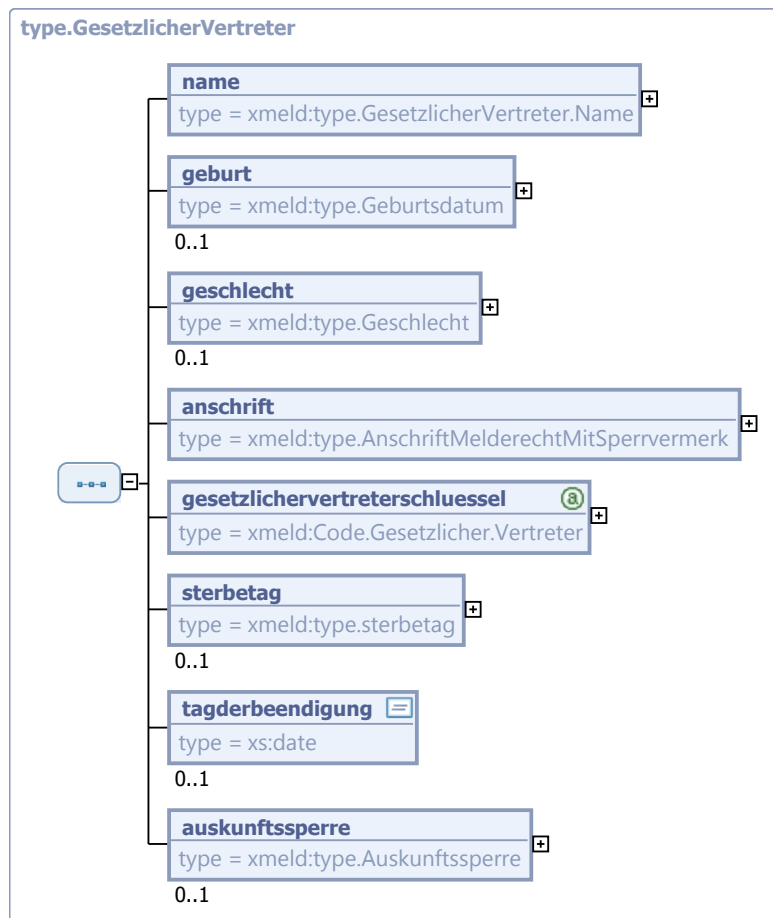 type.GesetzlicherVertreter
name
type = xmeld:type.GesetzlicherVertreter.Name
geburt
type = xmeld:type.Geburtsdatum
0..1
geschlecht
type = xmeld:type.Geschlecht
0..1
anschrift
type = xmeld:type.AnschriftMelderechtMitSperrvermerk
gesetzlichervertreterschluessel
type = xmeld:Code.Gesetzlicher.Vertreter
sterbetag
type = xmeld:type.sterbetag
0..1
tagderbeendigung
type = xs:date
0..1
auskunftssperre
type = xmeld:type.Auskunftssperre
0..1